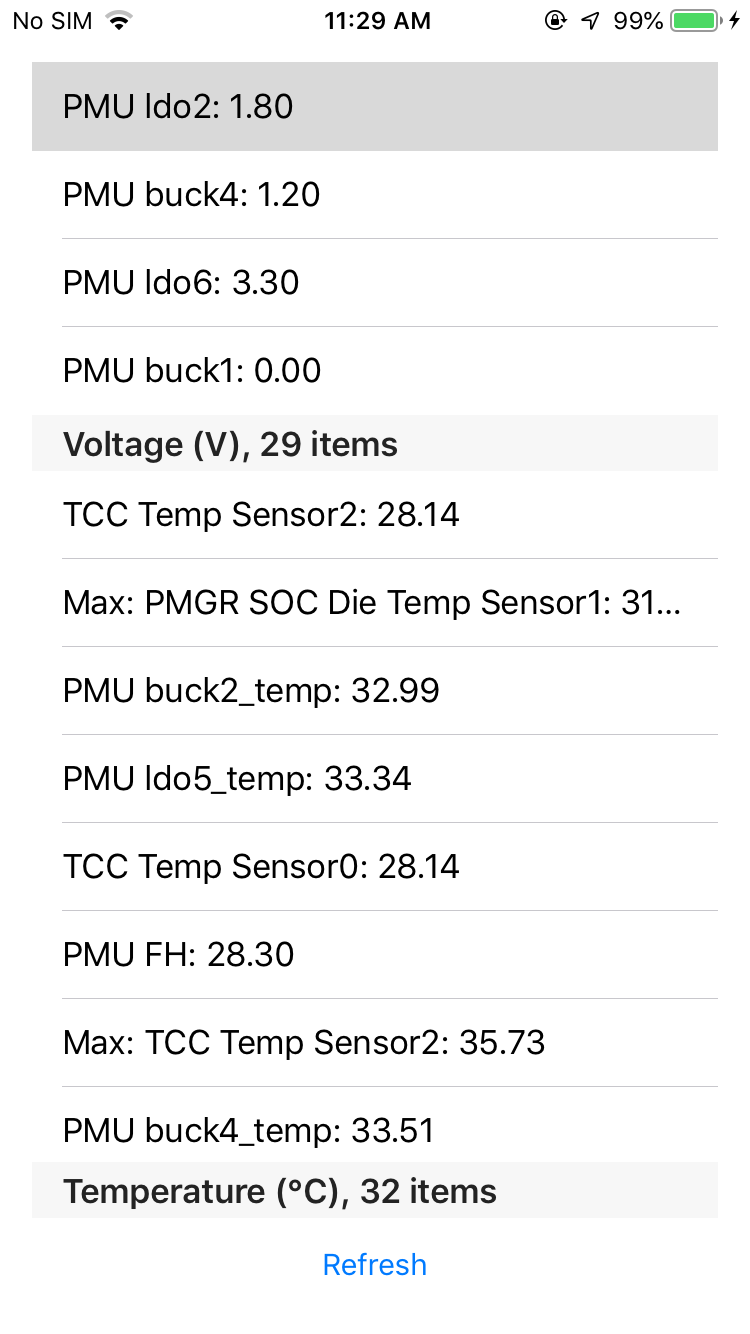 No SIM 11:29 AM 99%
PMU ldo2: 1.80
PMU buck4: 1.20
PMU ldo6: 3.30
PMU buck1: 0.00
Voltage (V), 29 items
TCC Temp Sensor2: 28.14
Max: PMGR SOC Die Temp Sensor1: 31...
PMU buck2_temp: 32.99
PMU ldo5_temp: 33.34
TCC Temp Sensor0: 28.14
PMU FH: 28.30
Max: TCC Temp Sensor2: 35.73
PMU buck4_temp: 33.51
Temperature (°C), 32 items
Refresh